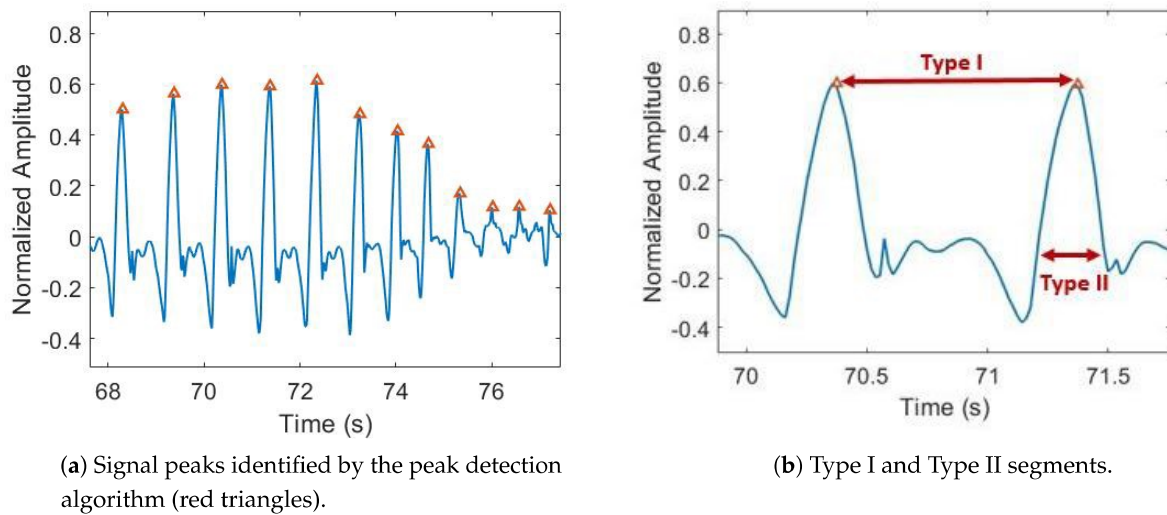 0.8
0.6
0.4
0.2
0
-0.2
-0.4
Normalized Amplitude
68 70 72 74 76
Time (s)
(a) Signal peaks identified by the peak detection
algorithm (red triangles).
0.8
0.6
0.4
0.2
0
-0.2
-0.4
Normalized Amplitude
Type I
Type II
70 70.5 71 71.5
Time (s)
(b) Type I and Type II segments.